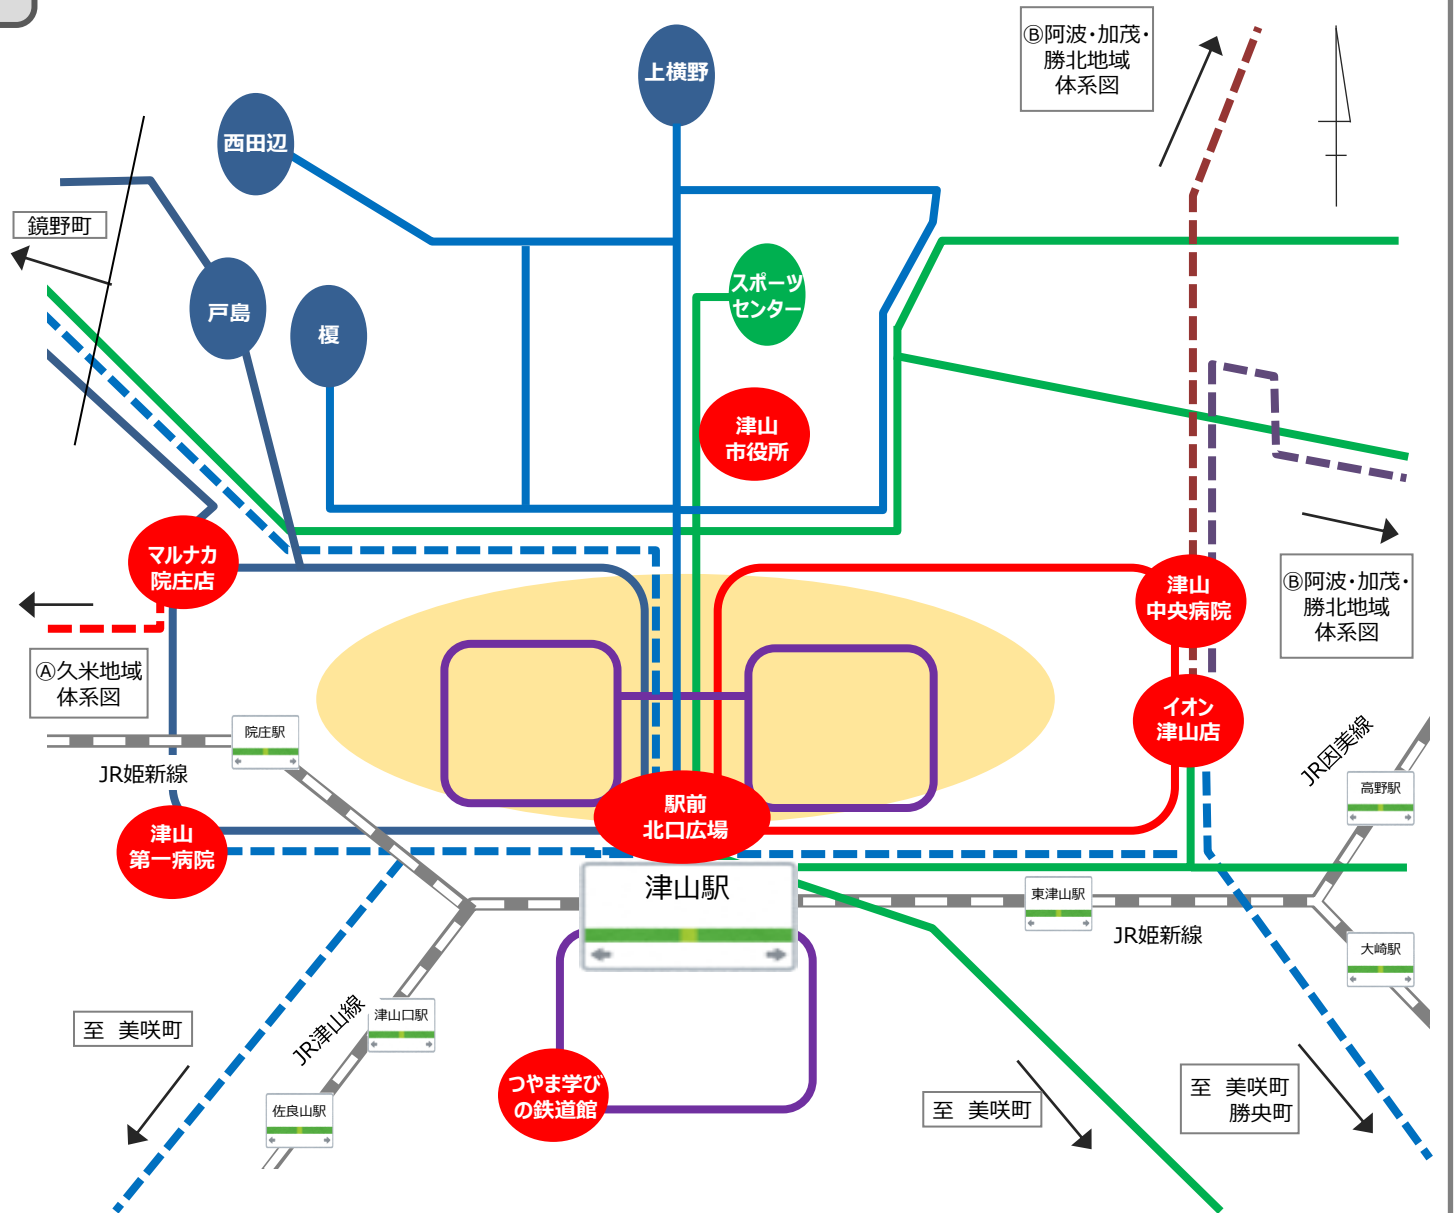 Ⓑ阿波・加茂・
勝北地域
体系図
上横野
西田辺
鏡野町
戸島
榎
スポーツ
センター
津山
市役所
マルナカ
院庄店
津山
中央病院
Ⓑ阿波・加茂・
勝北地域
体系図
Ⓐ久米地域
体系図
イオン
津山店
院庄駅
JR姫新線
JR因美線
高野駅
駅前
北口広場
津山
第一病院
津山駅
東津山駅
JR姫新線
大崎駅
津山口駅
JR津山線
至 美咲町
佐良山駅
つやま学び
の鉄道館
至 美咲町
至 美咲町
勝央町